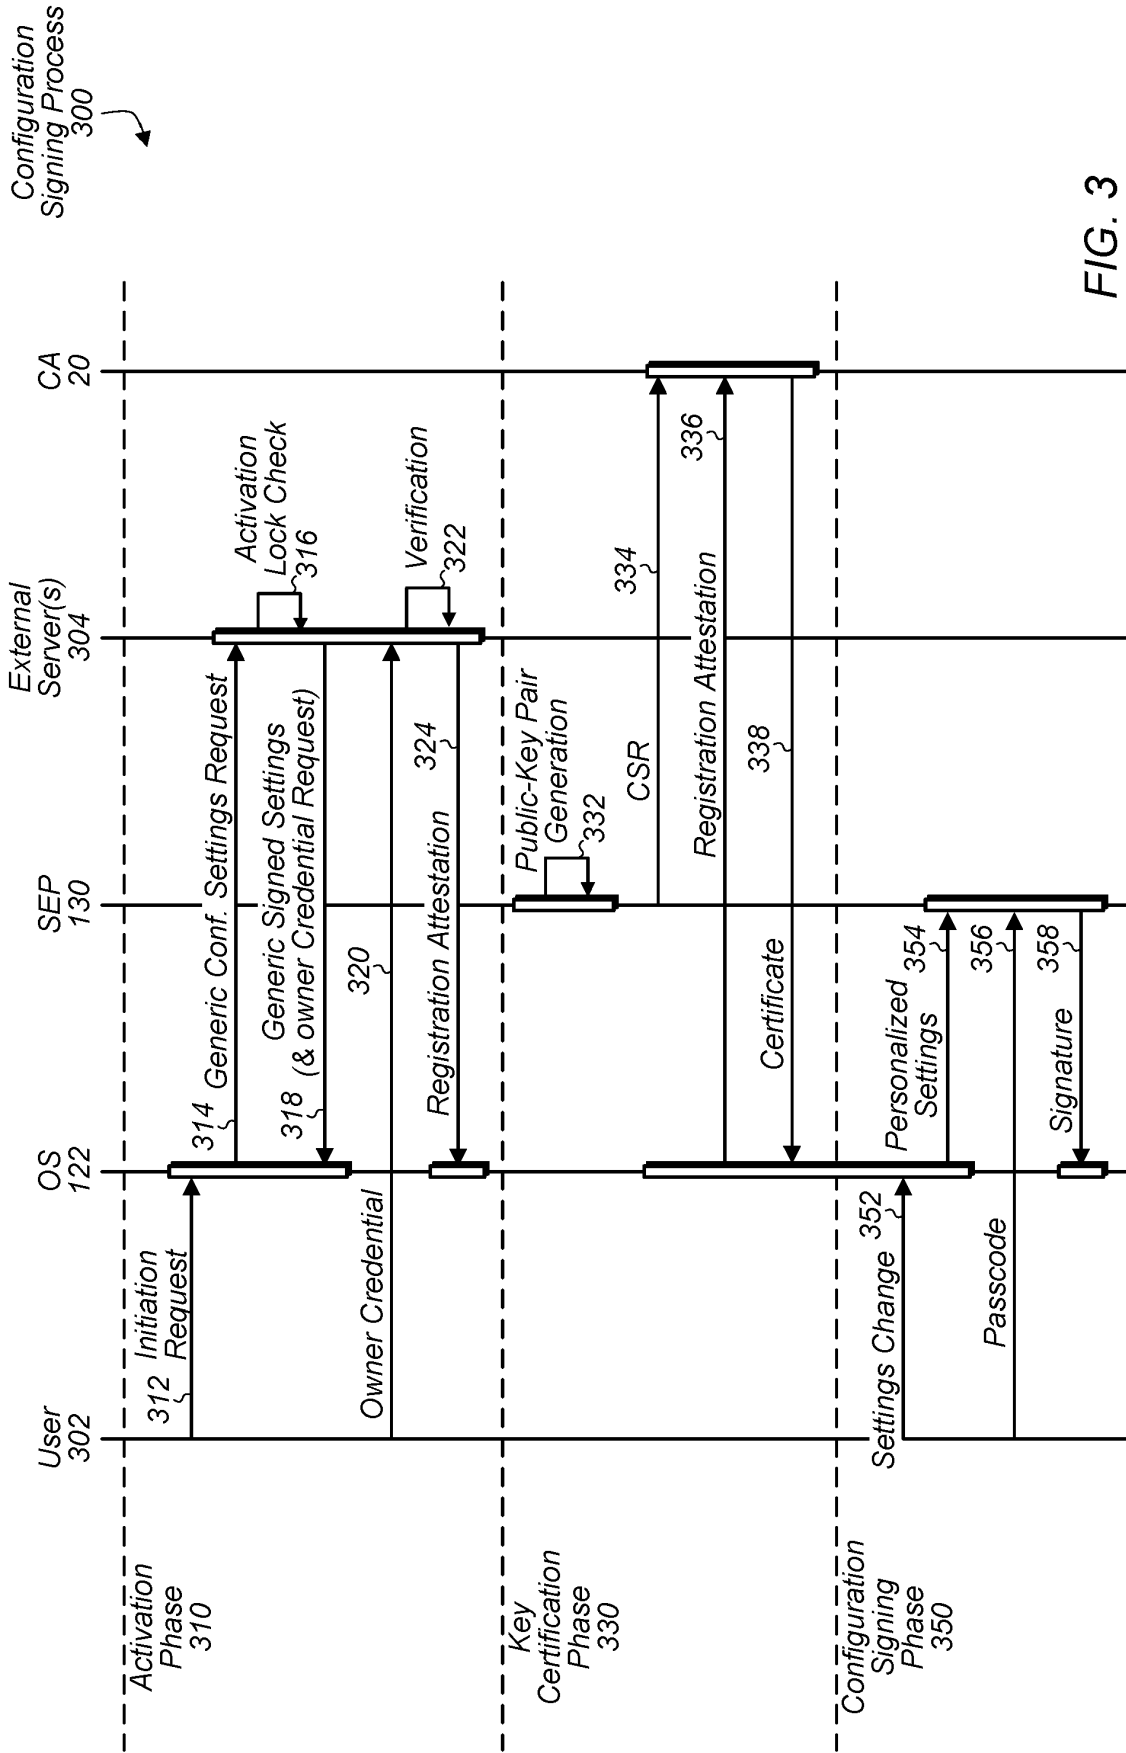 Configuration
Signing Process
300
User
302
OS
122
SEP
130
External
Server(s)
304
CA
20
Activation
Phase
310
312
Initiation
Request
314
Generic Conf. Settings Request
Activation
Lock Check
316
Generic Signed Settings
318
(& owner Credential Request)
Owner Credential
320
Verification
322
Registration Attestation
324
Key
Certification
Phase
330
Public-Key Pair
Generation
332
CSR
334
Registration Attestation
336
Certificate
338
Configuration
Signing
Phase
350
Settings Change
352
Personalized
Settings
354
Passcode
356
Signature
358
FIG. 3